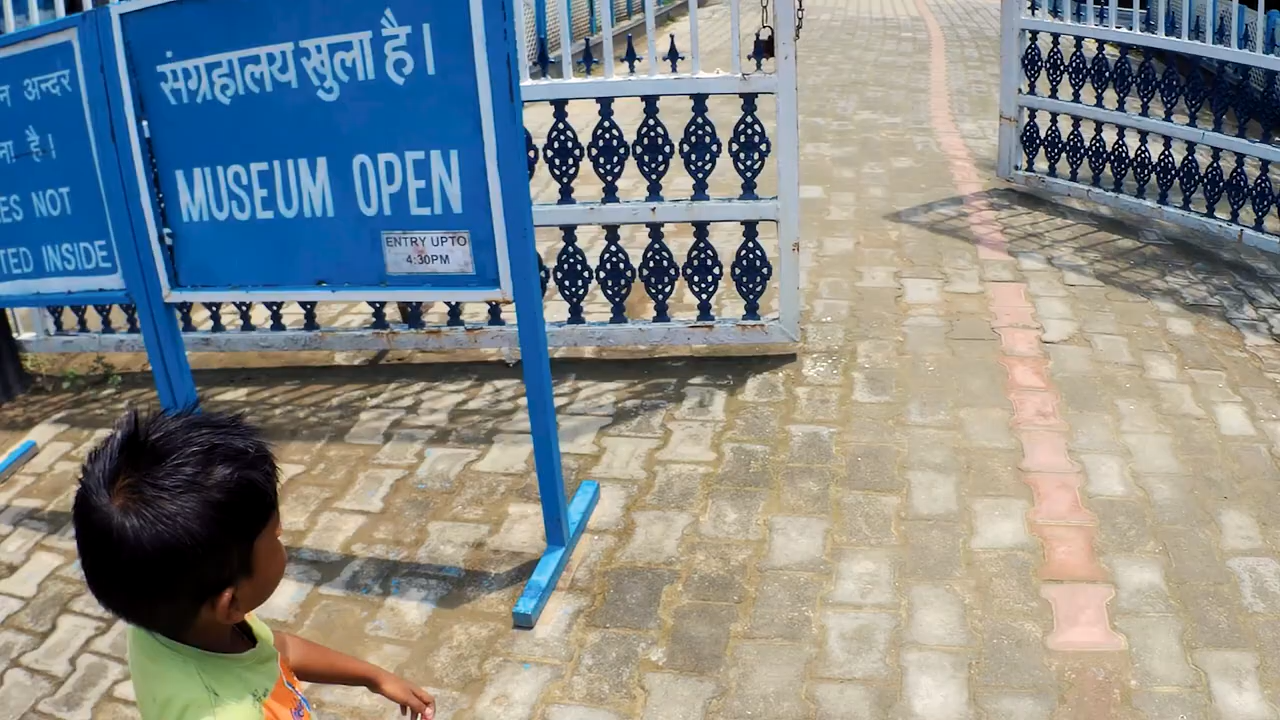 न अन्दर
ना है।
ES NOT
TED INSIDE
संग्रहालय खुला है।
MUSEUM OPEN
ENTRY UPTO
4:30PM